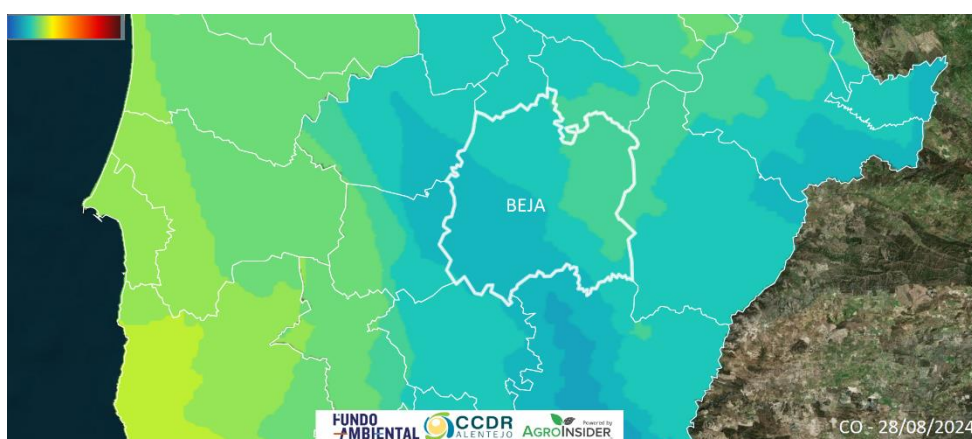 BEJA
FUNDO
AMBIENTAL
CCDR
ALENTEJO
Powered by
AGROINSIDER
CO - 28/08/2024